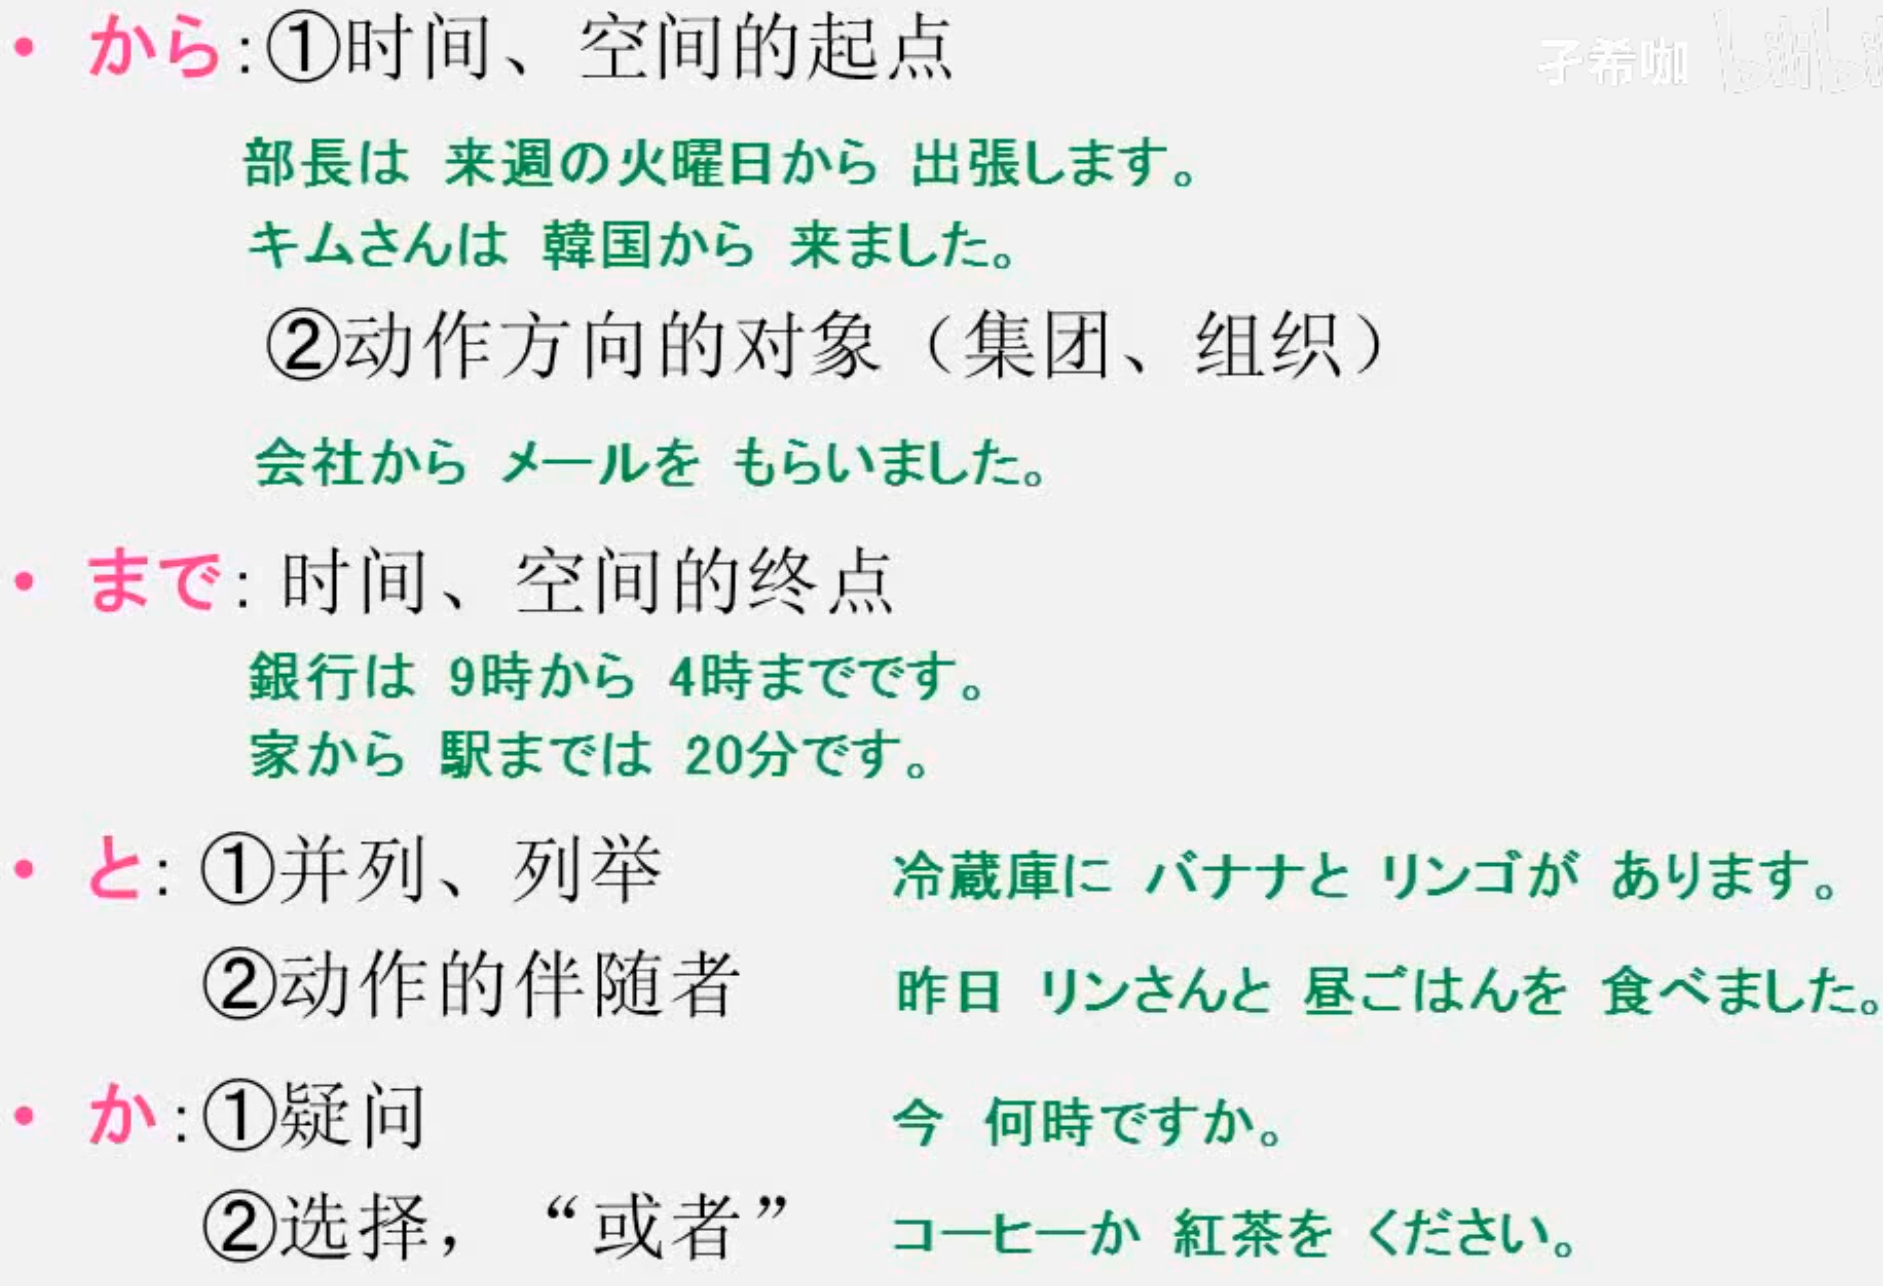 • から:①时间、空间的起点
孑希咖 bilibili
部長は 来週の火曜日から 出張します。
キムさんは 韓国から 来ました。
②动作方向的对象（集团、组织）
会社から メールを もらいました。
• まで: 时间、空间的终点
銀行は 9時から 4時までです。
家から 駅までは 20分です。
• と: ①并列、列举 冷蔵庫に バナナと リンゴが あります。
②动作的伴随者 昨日 リンさんと 昼ごはんを 食べました。
• か:①疑问 今 何時ですか。
②选择，“或者” コーヒーか 紅茶を ください。